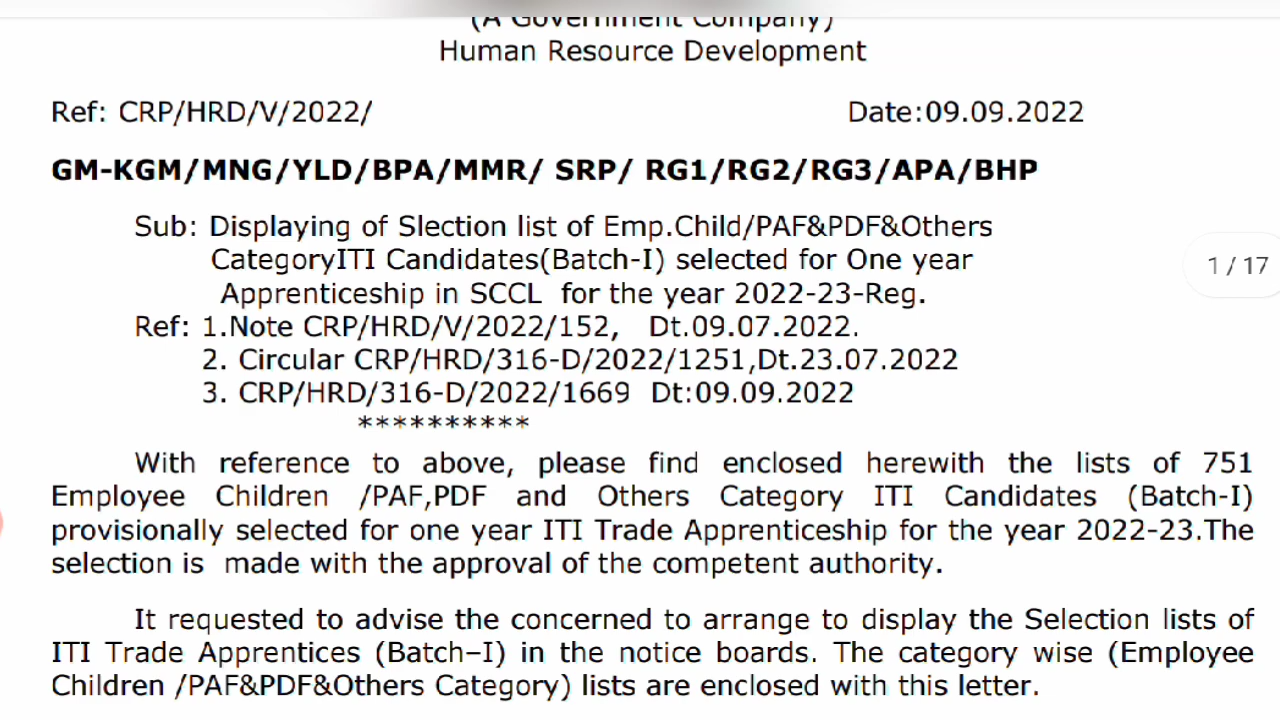 (A Government Company)
Human Resource Development
Ref: CRP/HRD/V/2022/ Date:09.09.2022
GM-KGM/MNG/YLD/BPA/MMR/ SRP/ RG1/RG2/RG3/APA/BHP
Sub: Displaying of Slection list of Emp.Child/PAF&PDF&Others
CategoryITI Candidates(Batch-I) selected for One year
1 / 17
Apprenticeship in SCCL for the year 2022-23-Reg.
Ref: 1.Note CRP/HRD/V/2022/152, Dt.09.07.2022.
2. Circular CRP/HRD/316-D/2022/1251,Dt.23.07.2022
3. CRP/HRD/316-D/2022/1669 Dt:09.09.2022
**********
With reference to above, please find enclosed herewith the lists of 751
Employee Children /PAF,PDF and Others Category ITI Candidates (Batch-I)
provisionally selected for one year ITI Trade Apprenticeship for the year 2022-23.The
selection is made with the approval of the competent authority.
It requested to advise the concerned to arrange to display the Selection lists of
ITI Trade Apprentices (Batch–I) in the notice boards. The category wise (Employee
Children /PAF&PDF&Others Category) lists are enclosed with this letter.